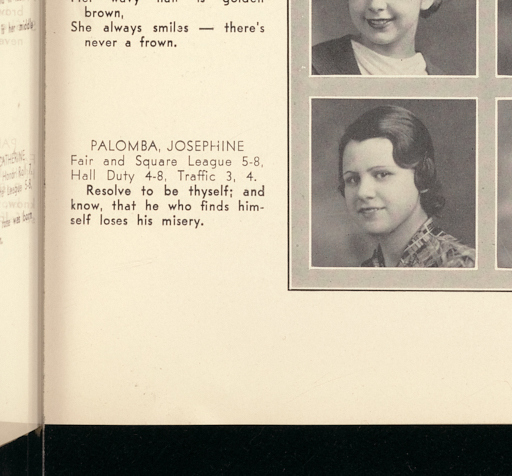 Her wavy hair is golden
brown,
She always smiles — there's
never a frown.
PALOMBA, JOSEPHINE
Fair and Square League 5-8,
Hall Duty 4-8, Traffic 3, 4.
Resolve to be thyself; and
know, that he who finds him-
self loses his misery.